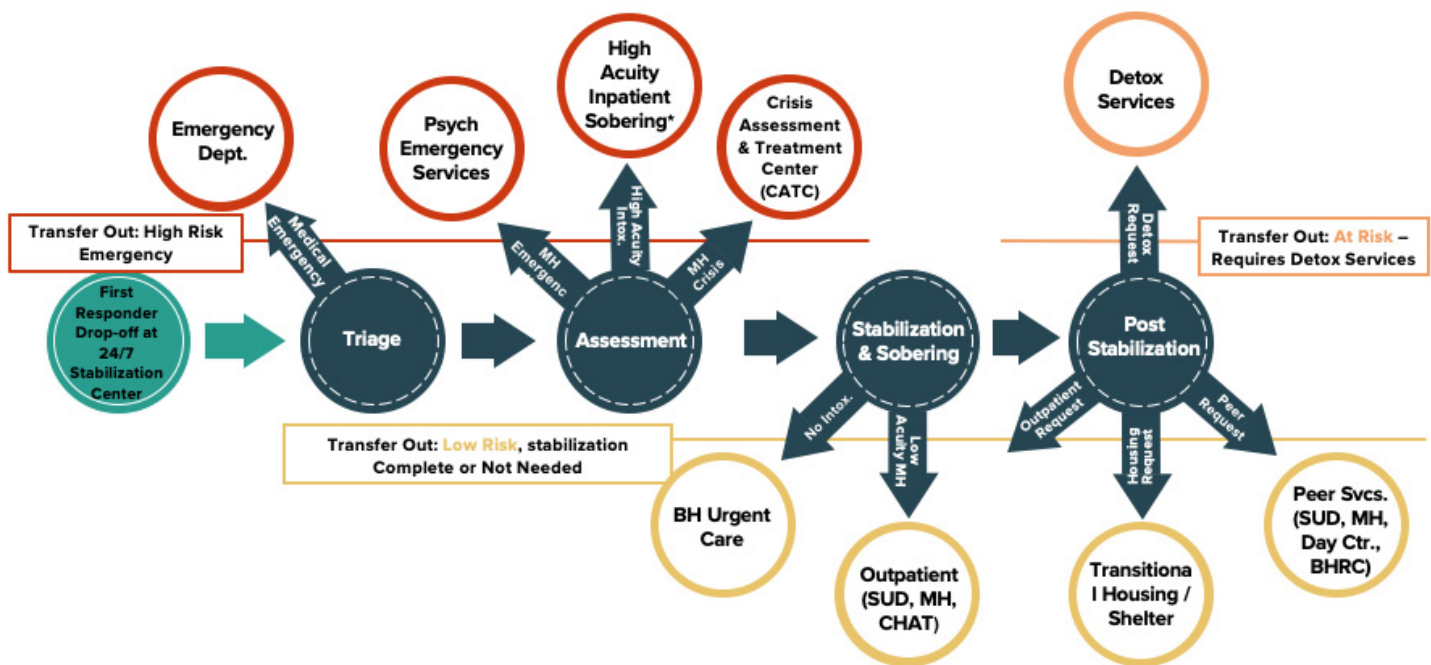 High
Acuity
Inpatient
Sobering*
Detox
Services
Emergency
Dept.
Psych
Emergency
Services
Crisis
Assessment
& Treatment
Center
(CATC)
Medical
Emergency
MH
Emergenc
High Acuity
Intox.
MH
Crisis
Detox
Request
Transfer Out: High Risk
Emergency
Transfer Out: At Risk –
Requires Detox Services
First
Responder
Drop-off at
24/7
Stabilization
Center
Triage
Assessment
Stabilization
& Sobering
Post
Stabilization
No Intox.
Low
Acuity MH
Outpatient
Request
Housing
Request
Peer
Request
Transfer Out: Low Risk, stabilization
Complete or Not Needed
BH Urgent
Care
Outpatient
(SUD, MH,
CHAT)
Transitiona
l Housing /
Shelter
Peer Svcs.
(SUD, MH,
Day Ctr.,
BHRC)